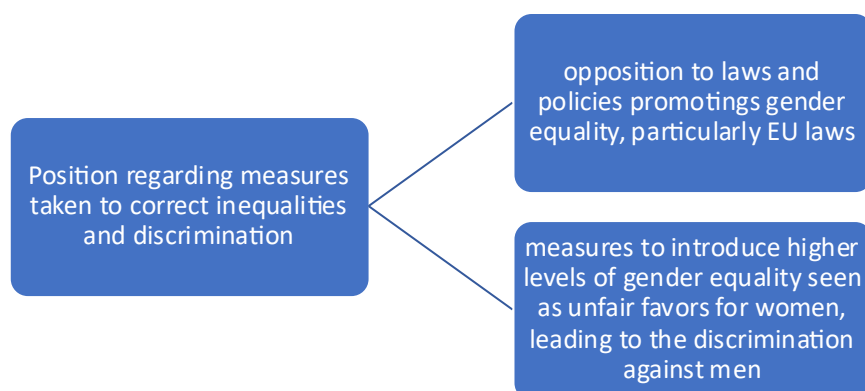 Position regarding measures
taken to correct inequalities
and discrimination
opposition to laws and
policies promotings gender
equality, particularly EU laws
measures to introduce higher
levels of gender equality seen
as unfair favors for women,
leading to the discrimination
against men